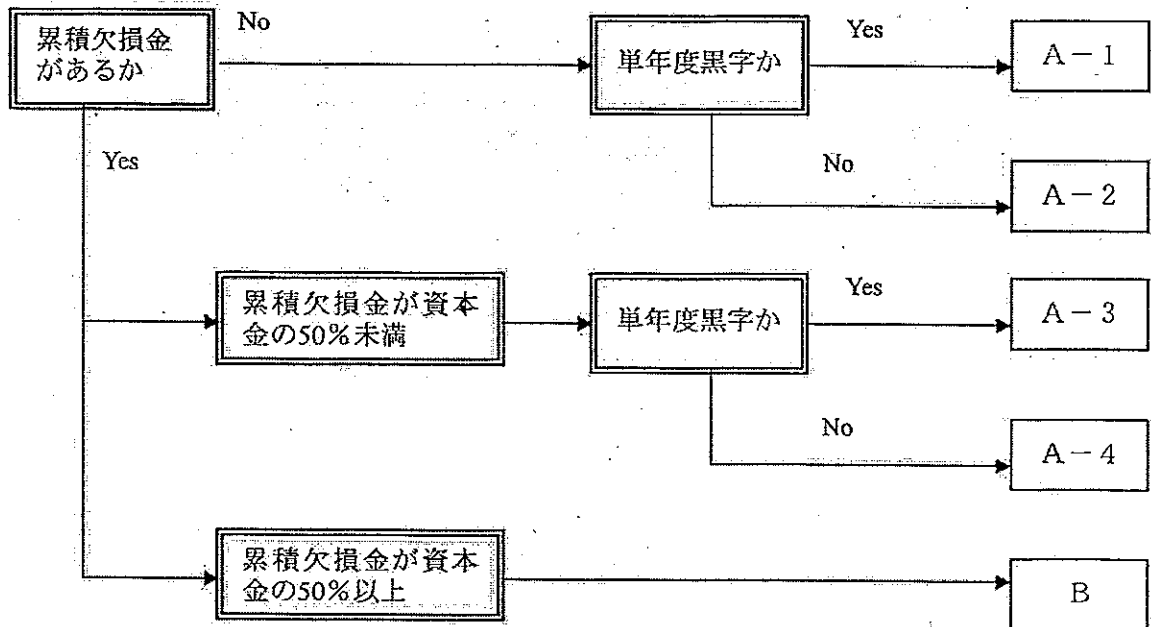 累積欠損金
があるか
No
単年度黒字か
Yes
A－1
Yes
No
A－2
累積欠損金が資本
金の50％未満
単年度黒字か
Yes
A－3
No
A－4
累積欠損金が資本
金の50％以上
B